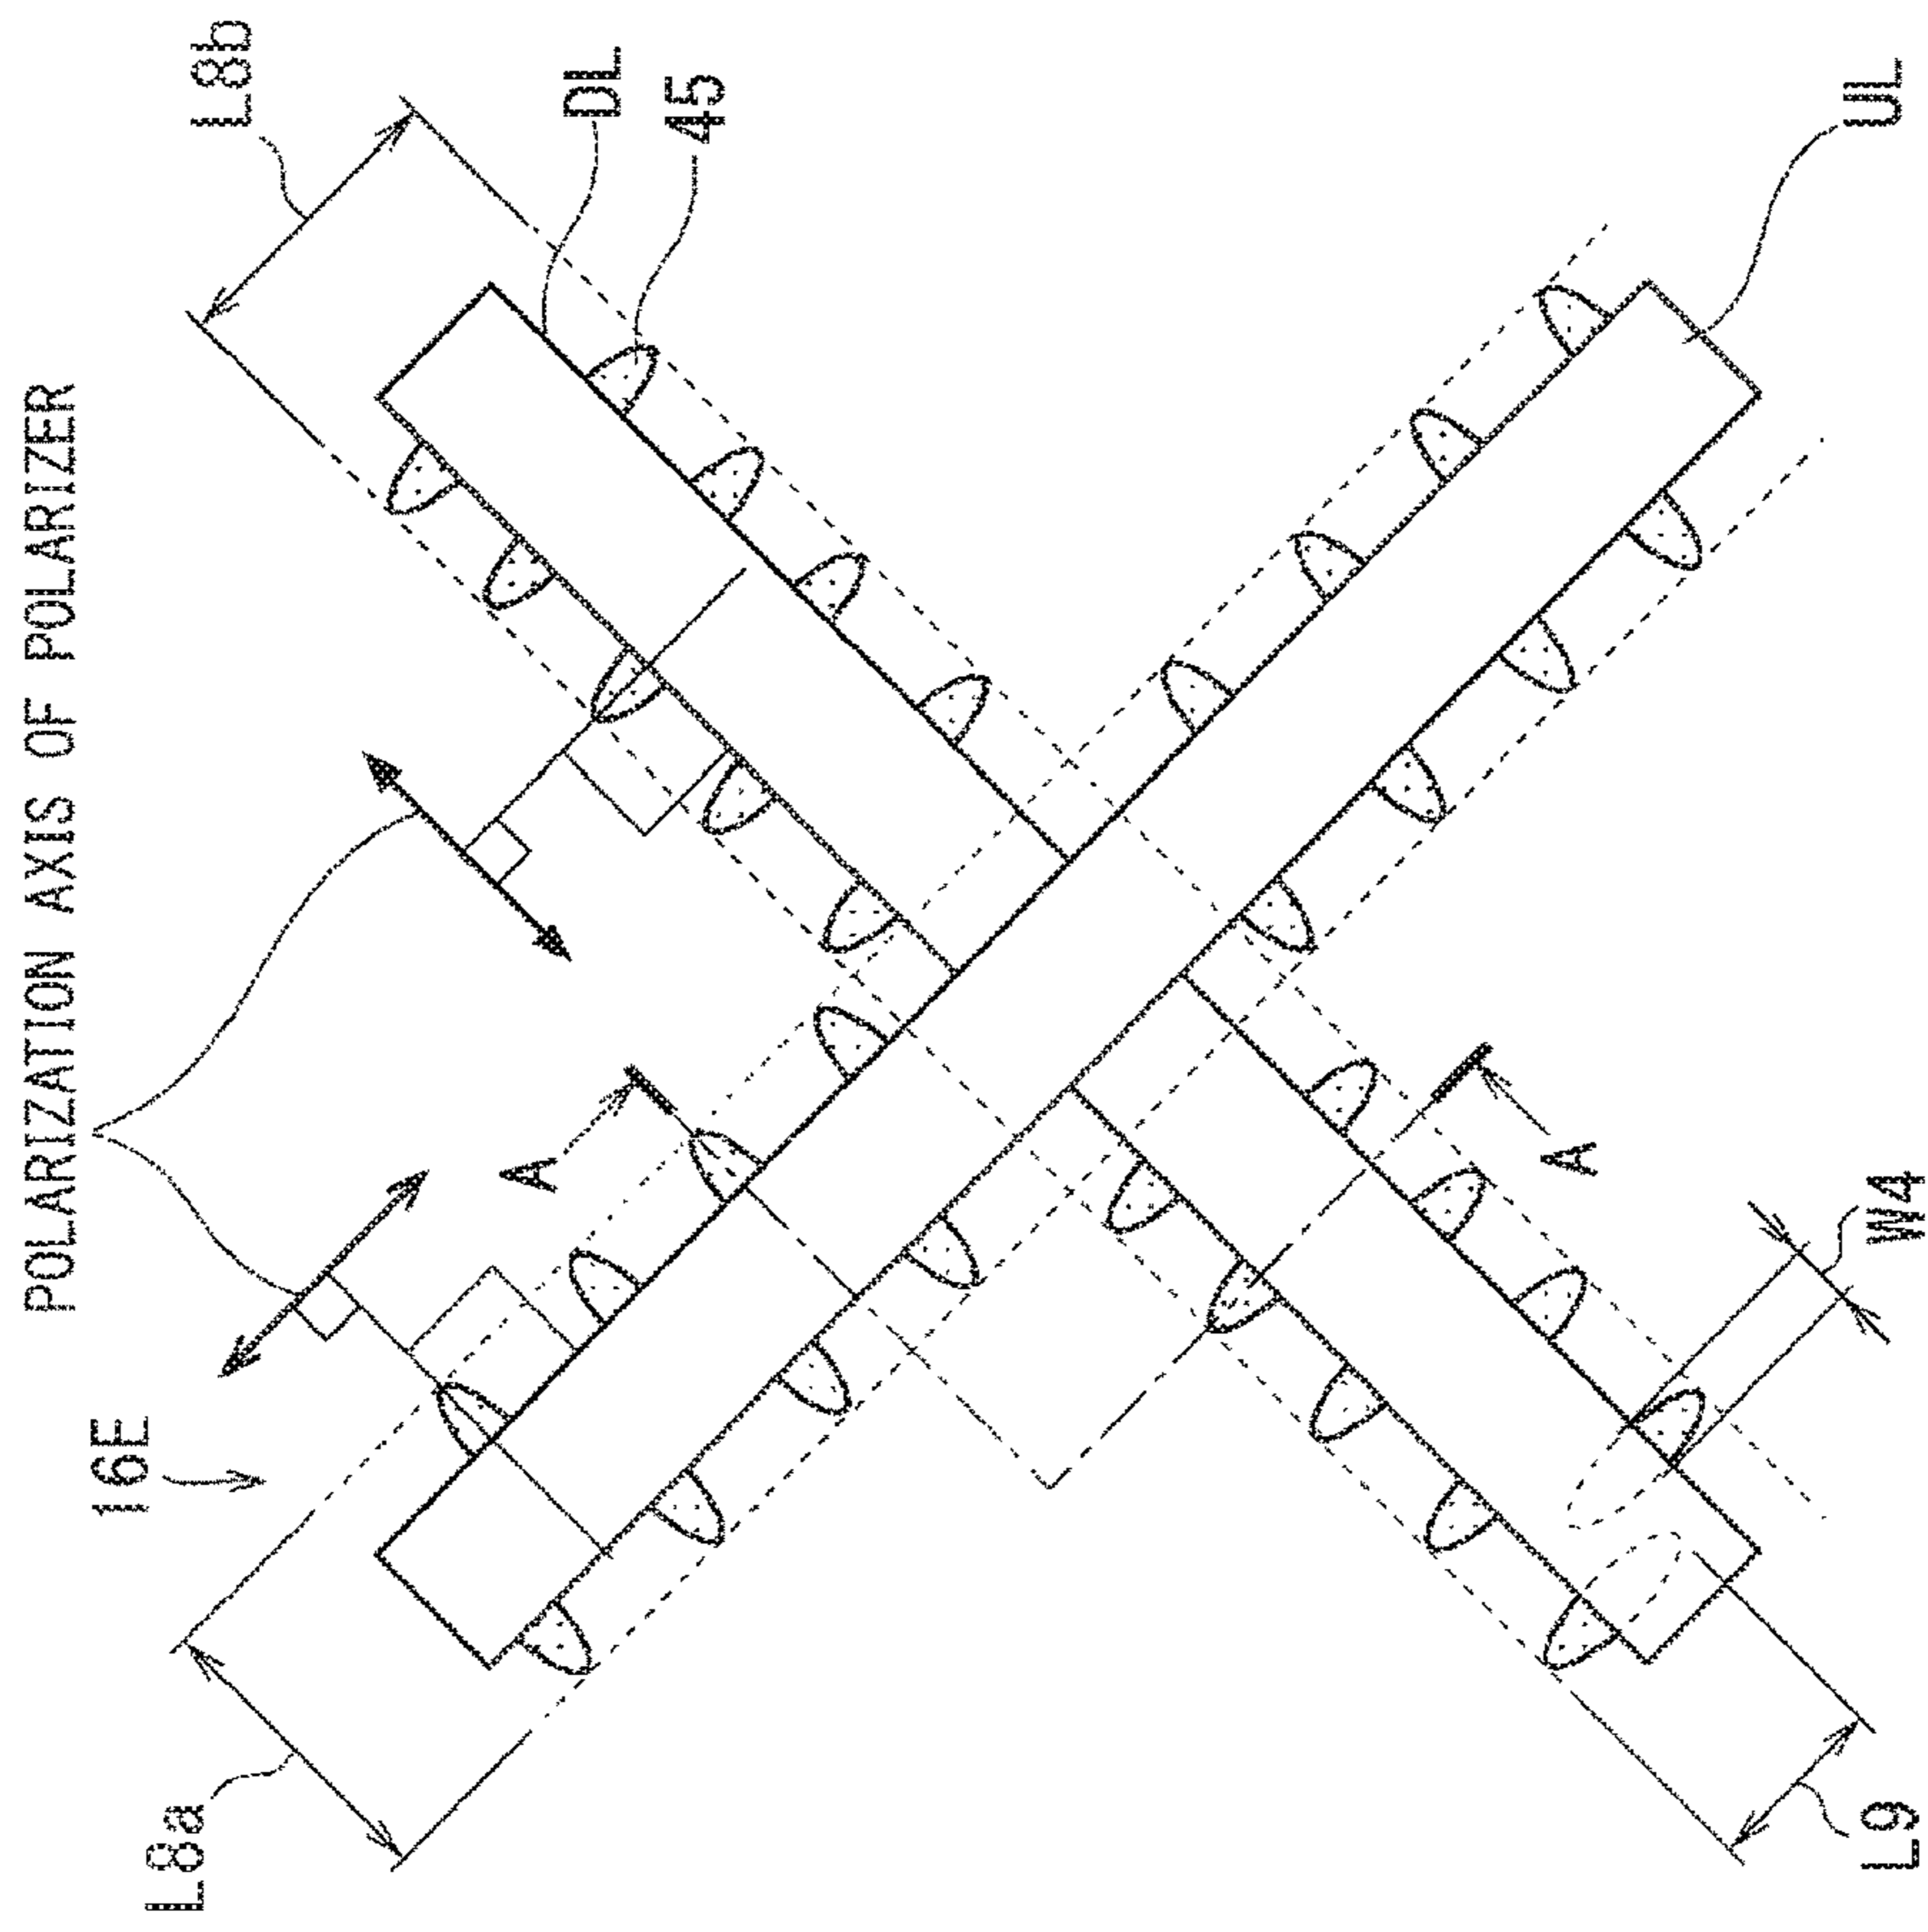 POLARIZATION AXIS OF POLARIZER
L8b
DL
45
UL
16E
A
A
W4
L8a
L9